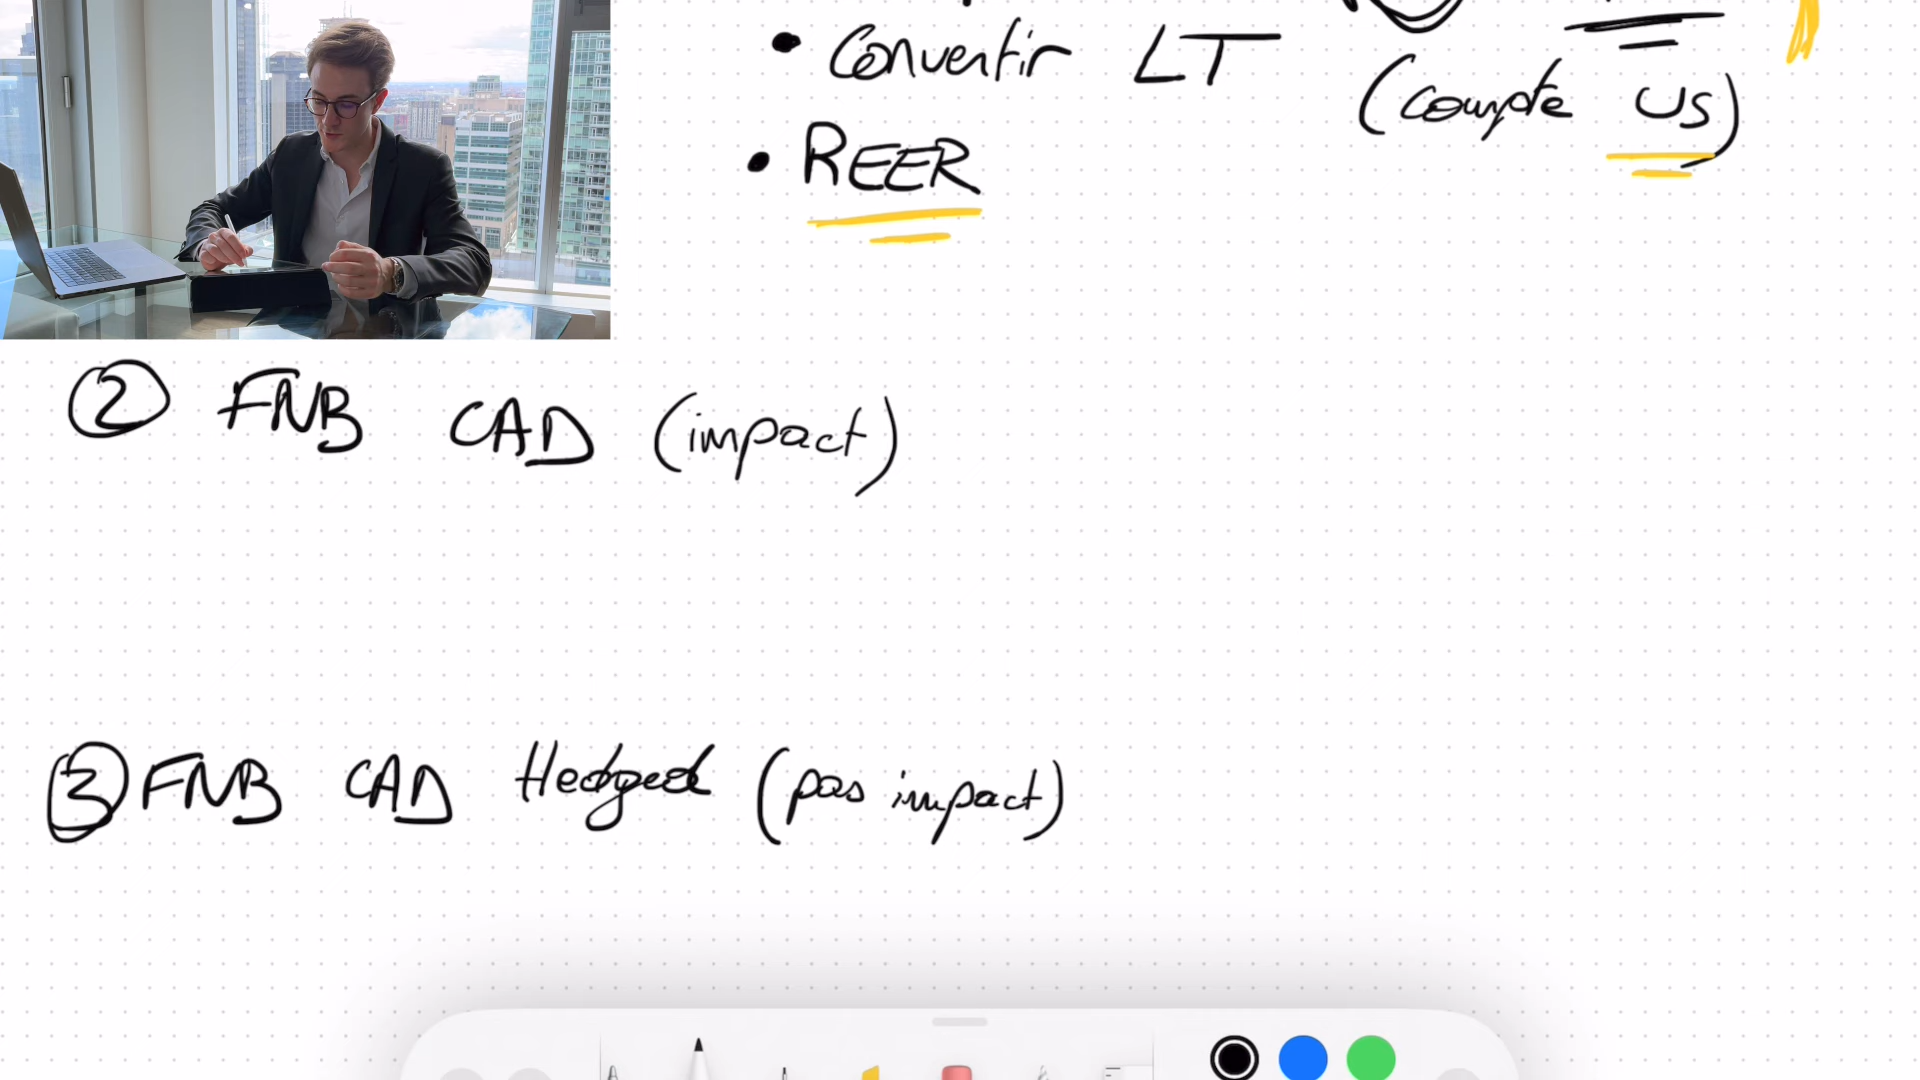 • Convertir LT
(compte US)
• REER
② FNB CAD (impact)
③ FNB CAD Hedged (pas impact)